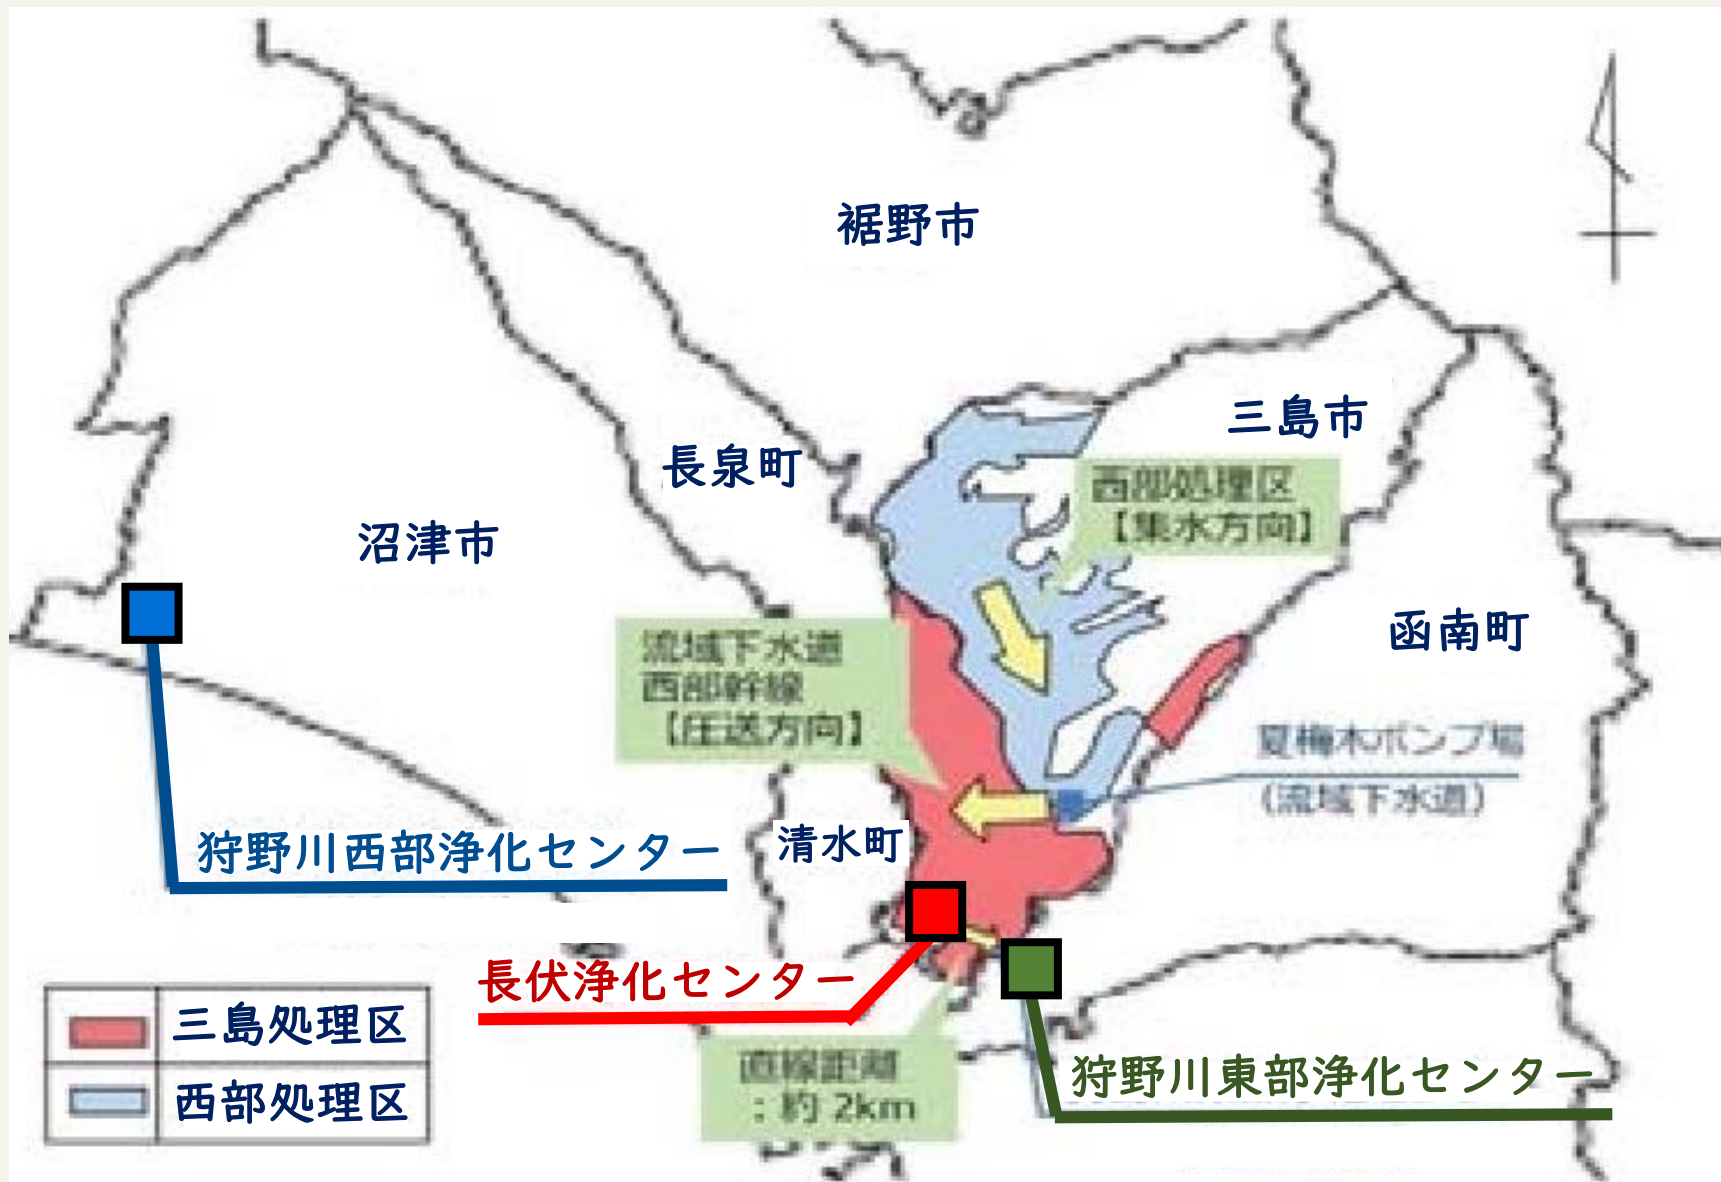 裾野市
三島市
長泉町
西部処理区
【集水方向】
沼津市
函南町
流域下水道
西部幹線
【圧送方向】
夏梅木ポンプ場
(流域下水道)
清水町
狩野川西部浄化センター
長伏浄化センター
三島処理区
西部処理区
直線距離
：約2km
狩野川東部浄化センター